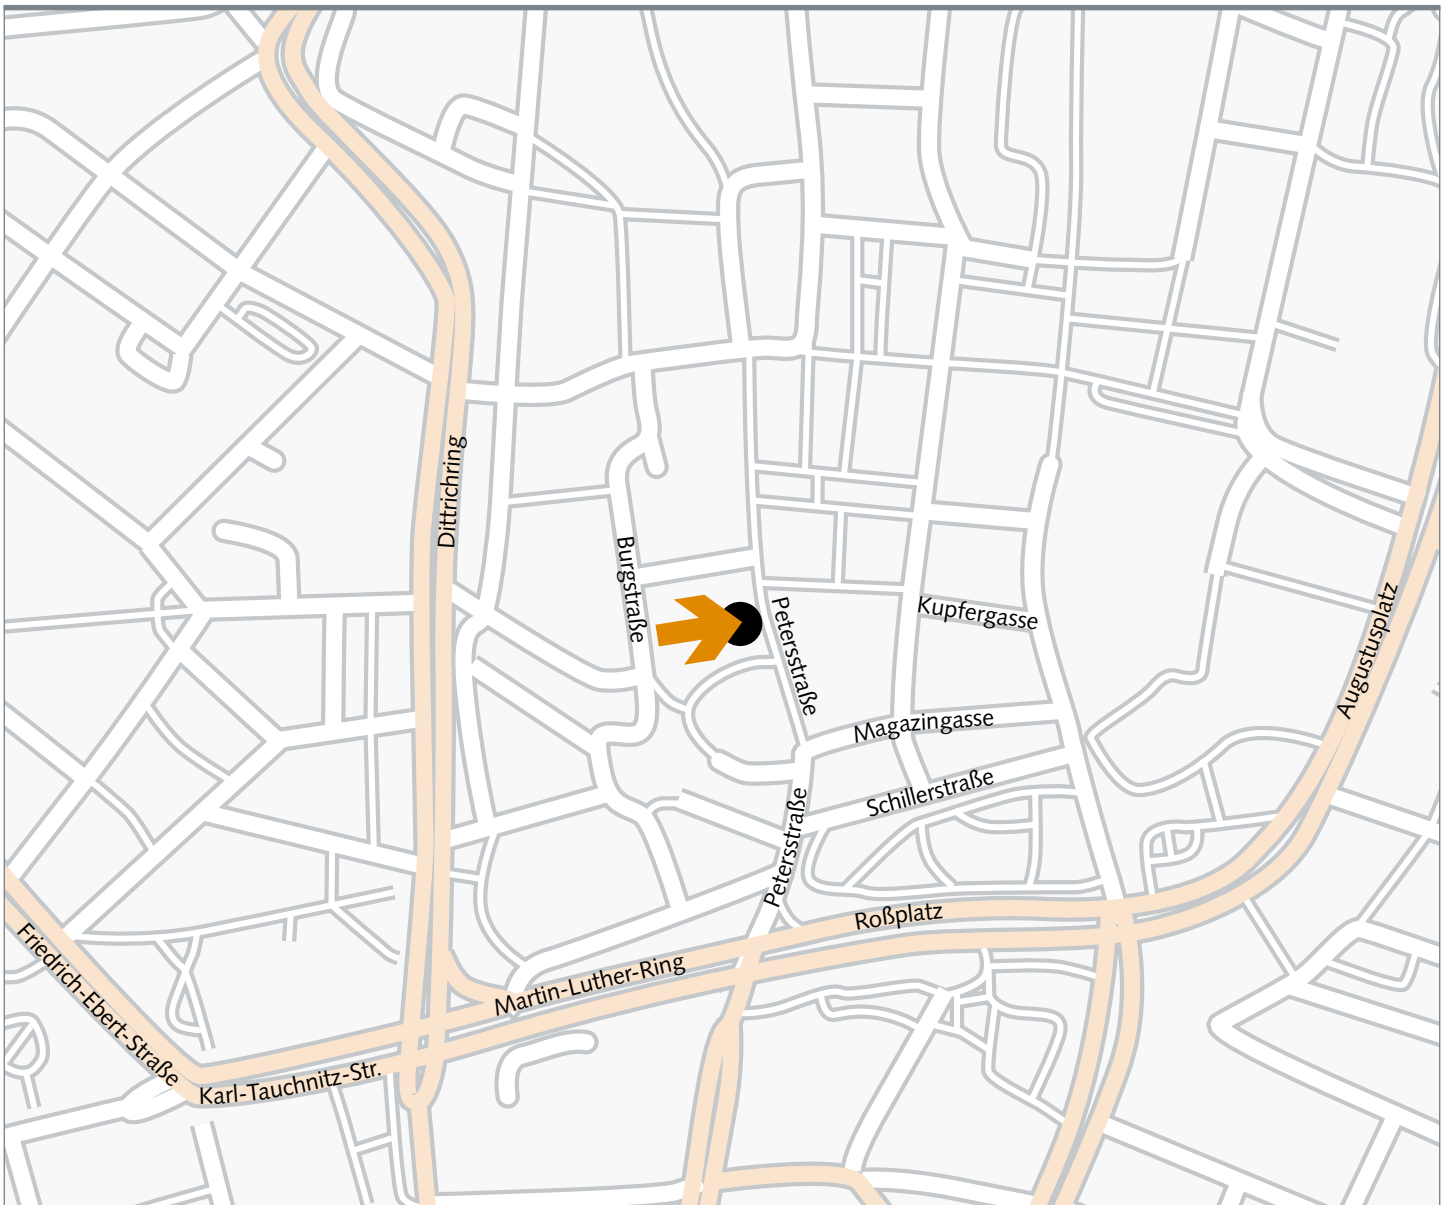 Dittrichring
Burgstraße
Petersstraße
Kupfergasse
Augustusplatz
Magazingasse
Schillerstraße
Petersstraße
Roßplatz
Martin-Luther-Ring
Friedrich-Ebert-Straße
Karl-Tauchnitz-Str.